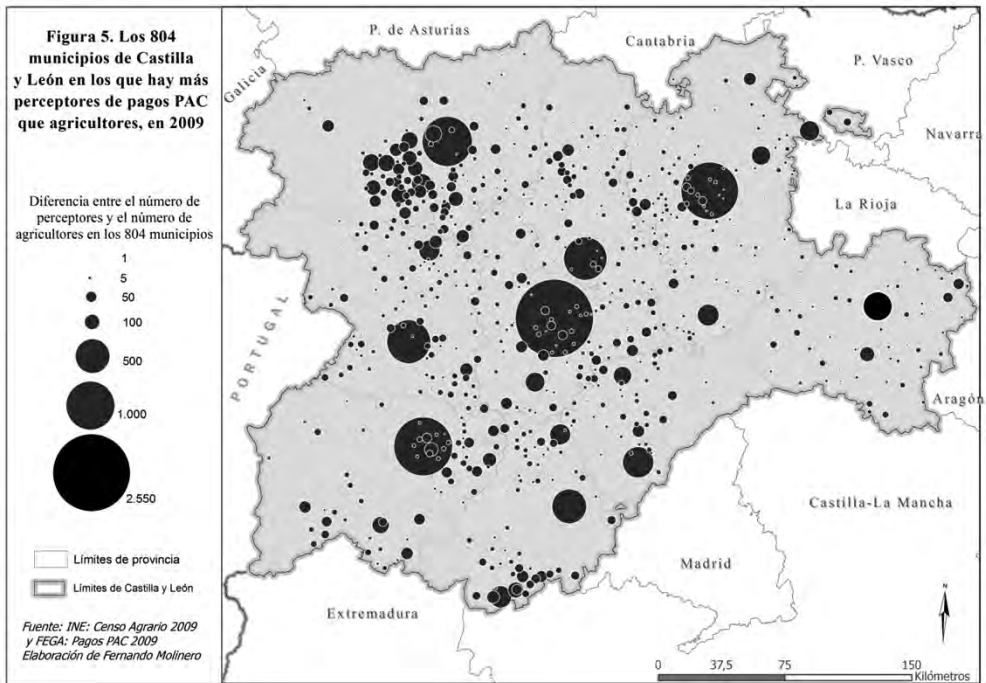 Figura 5. Los 804
municipios de Castilla
y León en los que hay más
perceptores de pagos PAC
que agricultores, en 2009
Diferencia entre el número de
perceptores y el número de
agricultores en los 804 municipios
1
5
50
100
500
1.000
2.550
Límites de provincia
Límites de Castilla y León
Fuente: INE: Censo Agrario 2009
y FEGA: Pagos PAC 2009
Elaboración de Fernando Molinero
P. de Asturias
Cantabria
P. Vasco
Galicia
Navarra
La Rioja
PORTUGAL
Aragón
Castilla-La Mancha
Madrid
Extremadura
N
0 37,5 75 150
Kilómetros